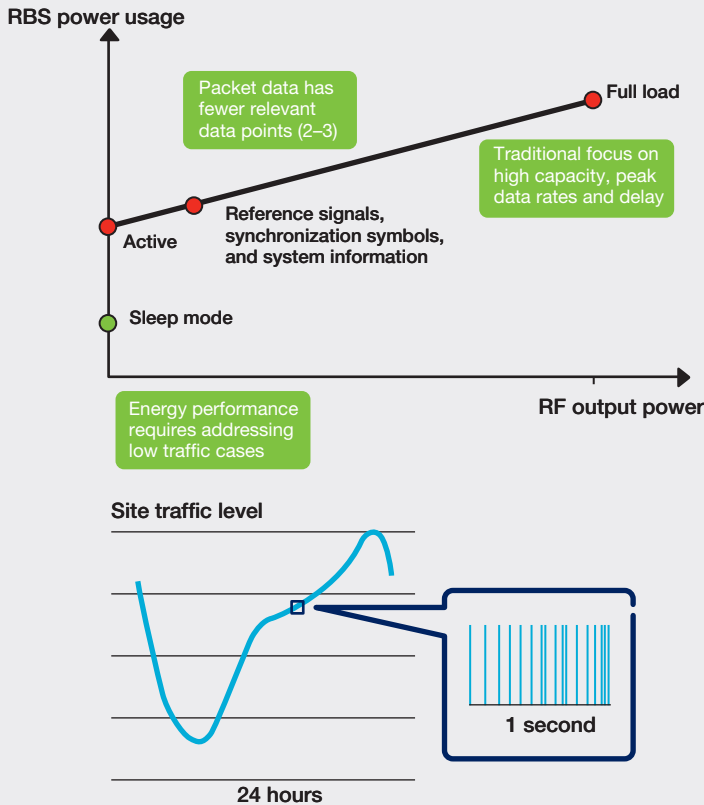 RBS power usage
Packet data has
fewer relevant
data points (2–3)
Full load
Traditional focus on
high capacity, peak
data rates and delay
Reference signals,
synchronization symbols,
and system information
Active
Sleep mode
RF output power
Energy performance
requires addressing
low traffic cases
Site traffic level
1 second
24 hours